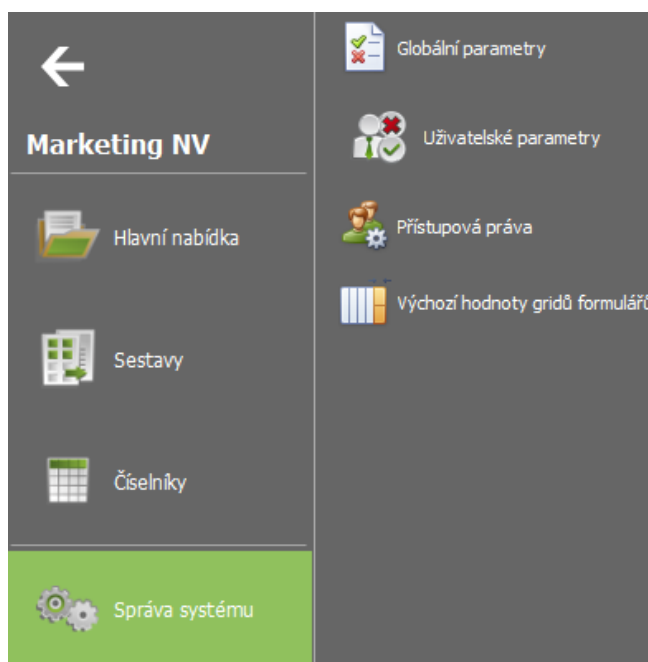 Marketing NV
Hlavní nabídka
Sestavy
Číselníky
Správa systému
Globální parametry
Uživatelské parametry
Přístupová práva
Výchozí hodnoty gridů formulářů